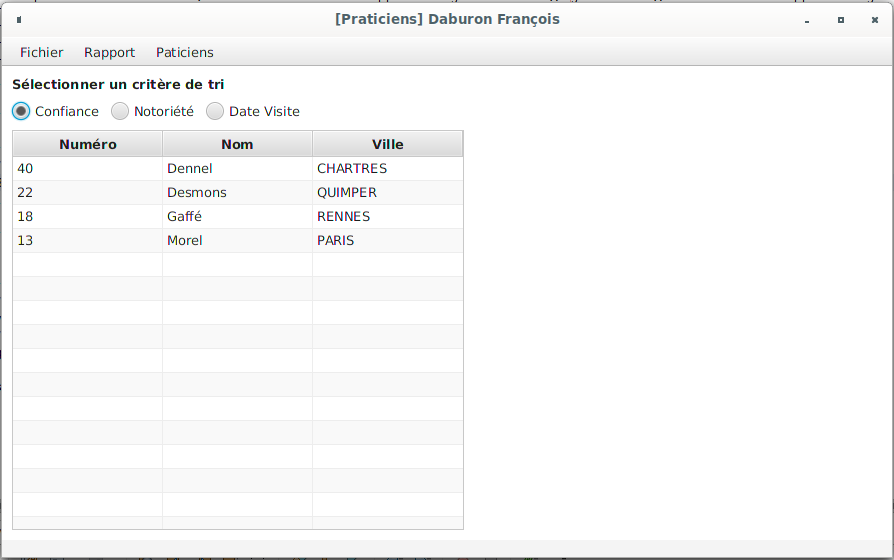 [Praticiens] Daburon François
Fichier Rapport Paticiens
Sélectionner un critère de tri
Confiance Notoriété Date Visite
Numéro Nom Ville
40 Dennel CHARTRES
22 Desmons QUIMPER
18 Gaffé RENNES
13 Morel PARIS